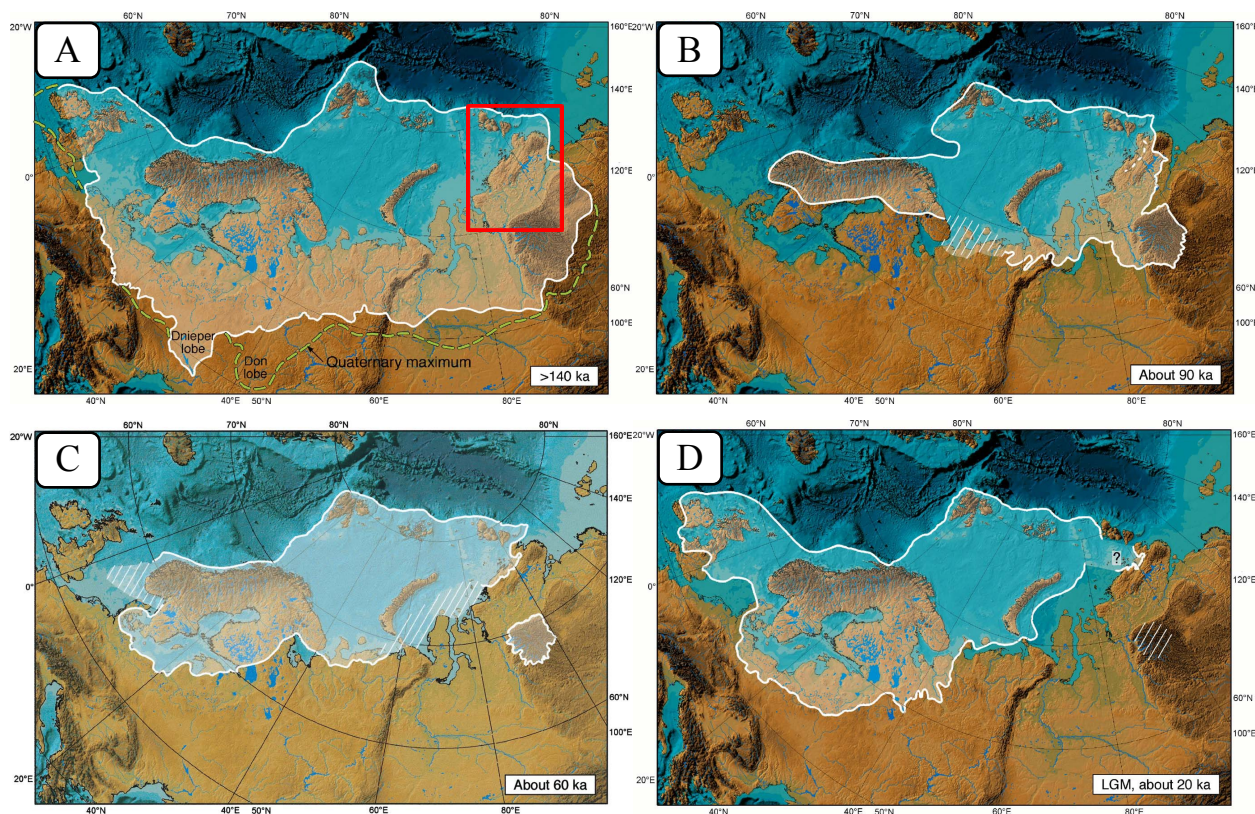 60°N 70°N 80°N 80°N
20°W 160°E
A
140°E
0°
120°E
60°N
Dnieper
lobe
Don
lobe
Quaternary maximum
100°E
20°E
>140 ka
40°N 40°E 50°N 60°E 80°E
60°N 70°N 80°N 80°N
20°W 160°E
B
140°E
0°
120°E
60°N
100°E
20°E
About 90 ka
40°N 40°E 50°N 60°E 80°E
60°N 70°N 80°N
20°W 160°E
C
140°E
0°
120°E
60°N
100°E
20°E
About 60 ka
40°N 40°E 50°N 60°E 80°E
60°N 70°N 80°N 80°N
20°W 160°E
D
140°E
?
0°
120°E
60°N
100°E
20°E
LGM, about 20 ka
40°N 40°E 50°N 60°E 80°E